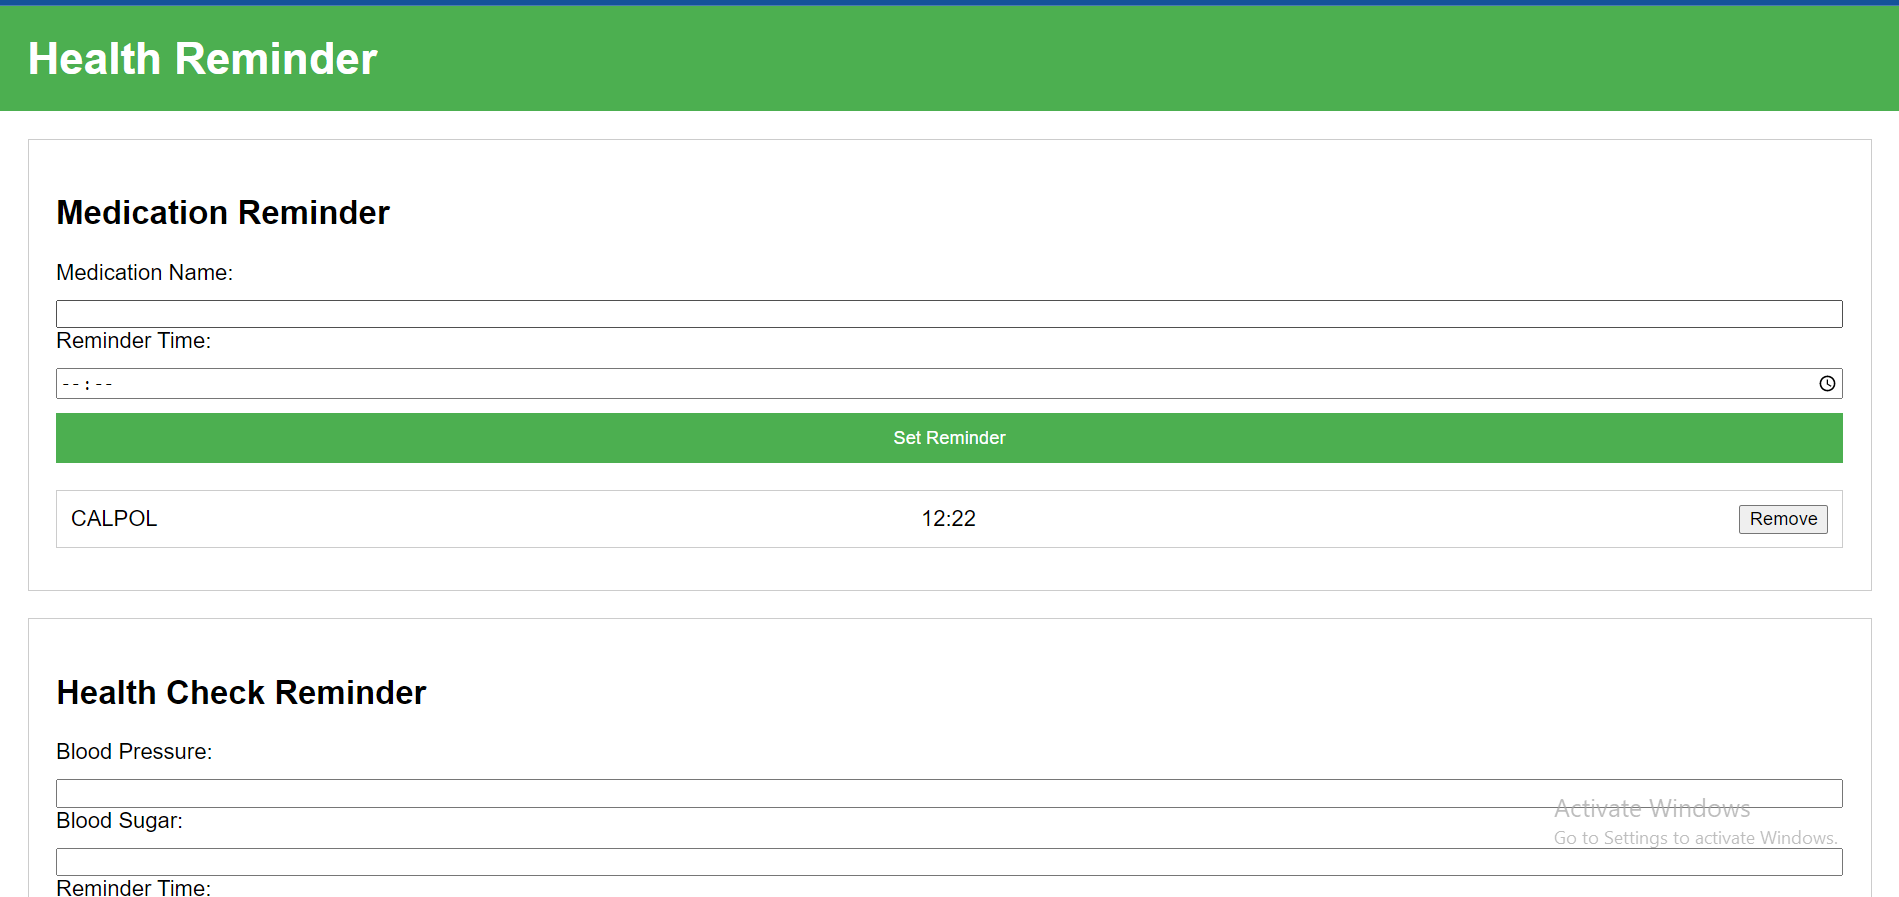 Health Reminder
Medication Reminder
Medication Name:
Reminder Time:
--:--
Set Reminder
CALPOL 12:22 Remove
Health Check Reminder
Blood Pressure:
Activate Windows
Blood Sugar:
Go to Settings to activate Windows.
Reminder Time: